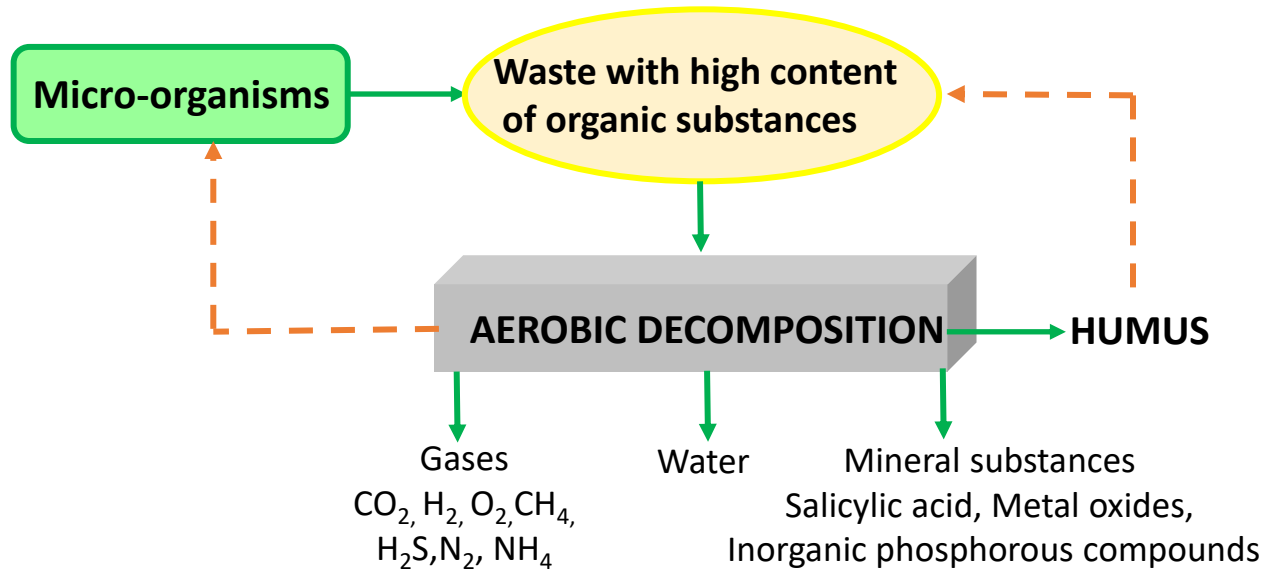 Micro-organisms
Waste with high content
of organic substances
AEROBIC DECOMPOSITION
HUMUS
Gases
CO₂, H₂, O₂,CH₄,
H₂S,N₂, NH₄
Water
Mineral substances
Salicylic acid, Metal oxides,
Inorganic phosphorous compounds